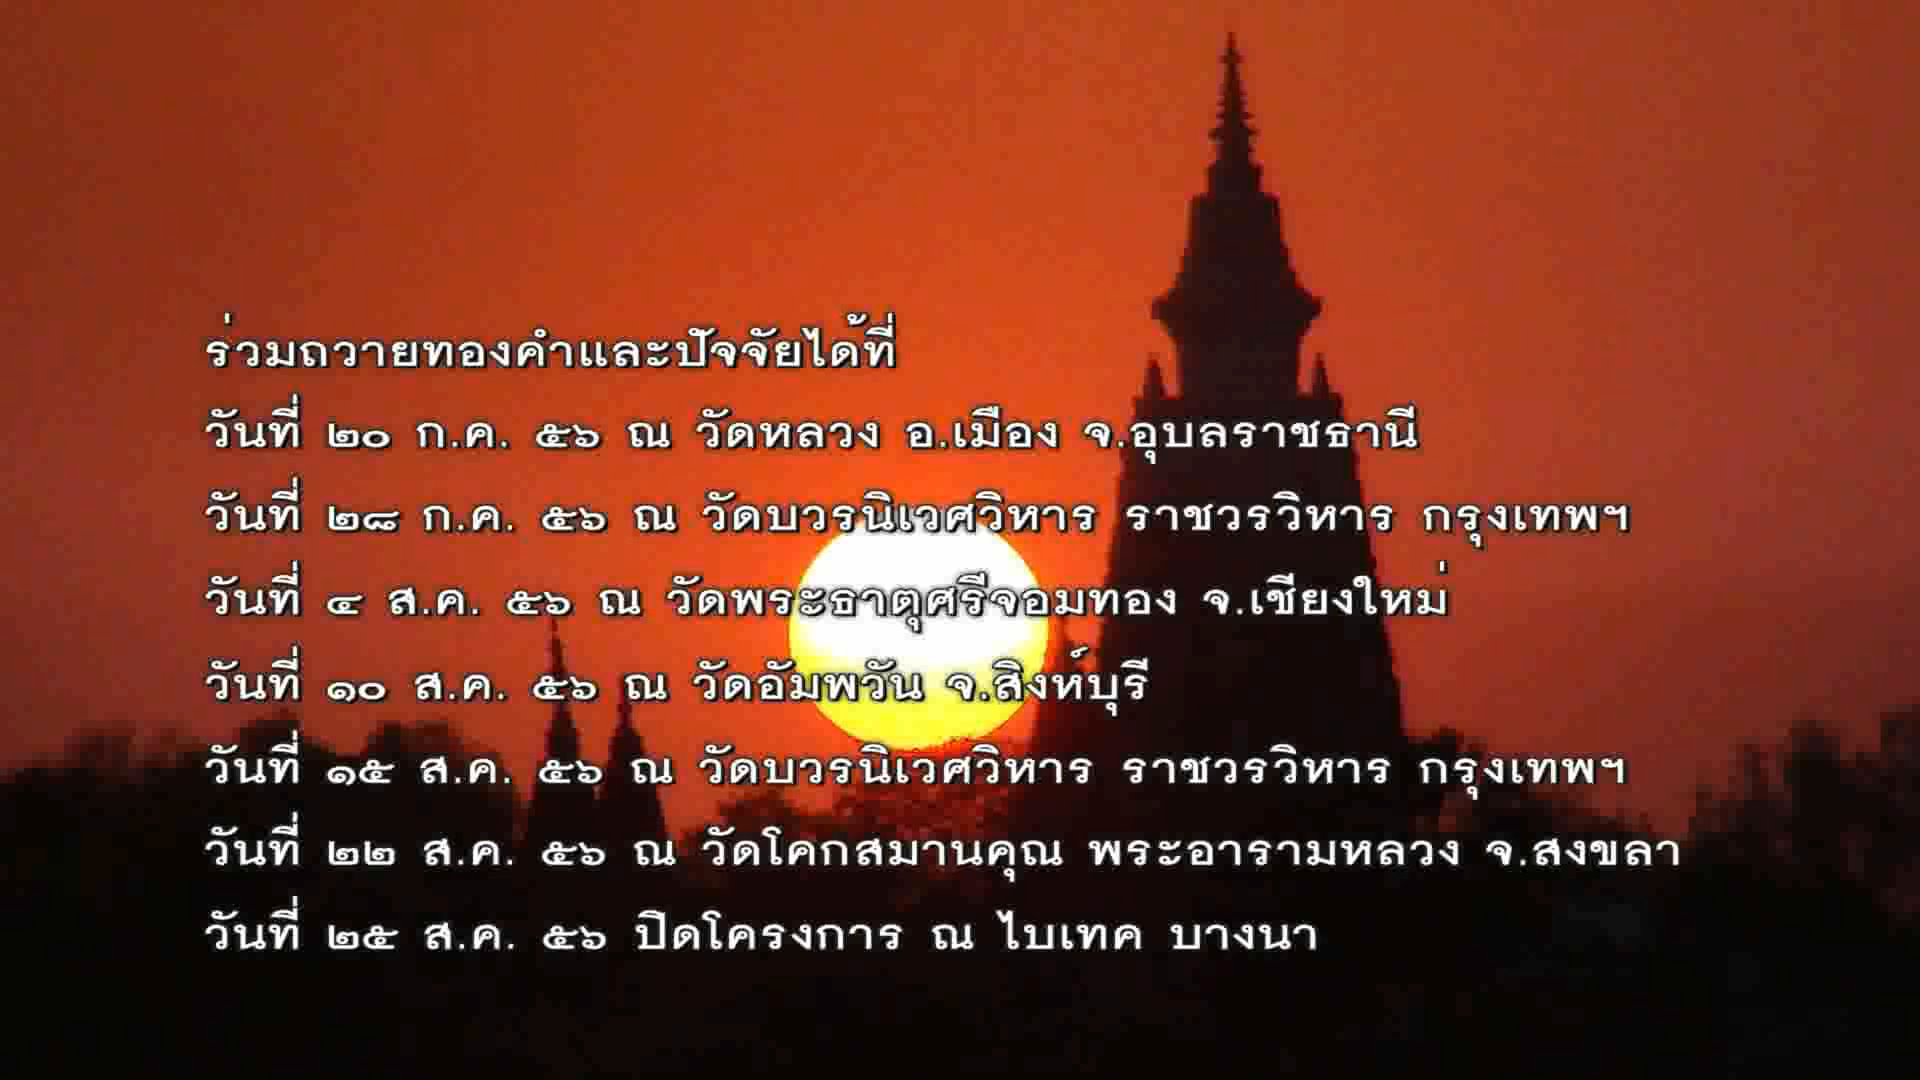 ร่วมถวายทองคำและปัจจัยได้ที่
วันที่ ๒๐ ก.ค. ๕๖ ณ วัดหลวง อ.เมือง จ.อุบลราชธานี
วันที่ ๒๘ ก.ค. ๕๖ ณ วัดบวรนิเวศวิหาร ราชวรวิหาร กรุงเทพฯ
วันที่ ๔ ส.ค. ๕๖ ณ วัดพระธาตุศรีจอมทอง จ.เชียงใหม่
วันที่ ๑๐ ส.ค. ๕๖ ณ วัดอัมพวัน จ.สิงห์บุรี
วันที่ ๑๕ ส.ค. ๕๖ ณ วัดบวรนิเวศวิหาร ราชวรวิหาร กรุงเทพฯ
วันที่ ๒๒ ส.ค. ๕๖ ณ วัดโคกสมานคุณ พระอารามหลวง จ.สงขลา
วันที่ ๒๕ ส.ค. ๕๖ ปิดโครงการ ณ ไบเทค บางนา